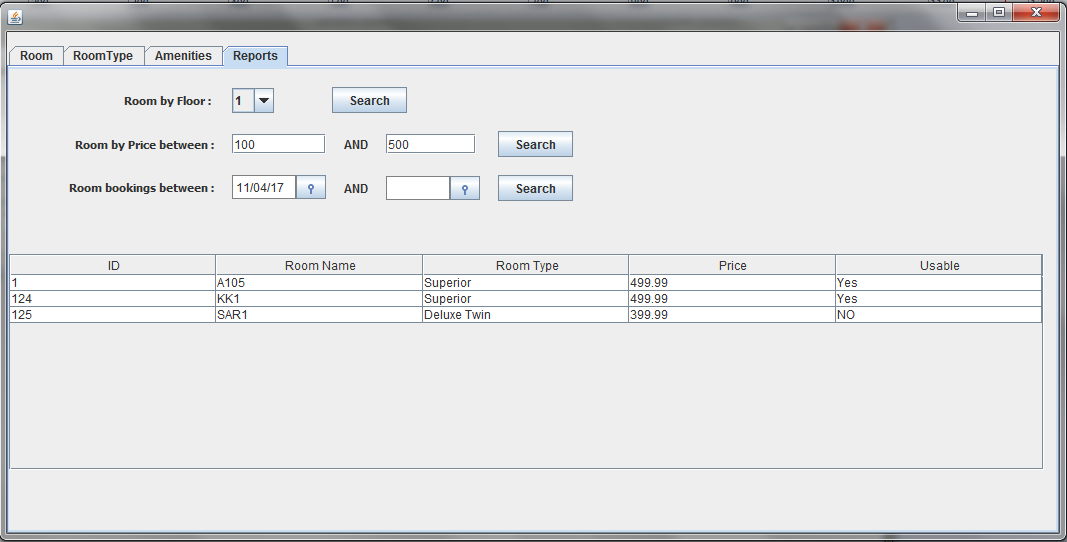 Room RoomType Amenities Reports
Room by Floor : 1 Search
Room by Price between : 100 AND 500 Search
Room bookings between : 11/04/17 AND Search
ID Room Name Room Type Price Usable
1 A105 Superior 499.99 Yes
124 KK1 Superior 499.99 Yes
125 SAR1 Deluxe Twin 399.99 NO